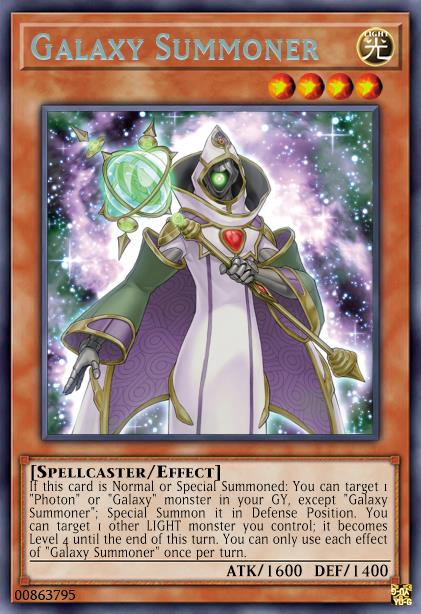 GALAXY SUMMONER
LIGHT
光
[SPELLCASTER/EFFECT]
If this card is Normal or Special Summoned: You can target 1
"Photon" or "Galaxy" monster in your GY, except "Galaxy
Summoner"; Special Summon it in Defense Position. You
can target 1 other LIGHT monster you control; it becomes
Level 4 until the end of this turn. You can only use each effect
of "Galaxy Summoner" once per turn.
ATK/1600 DEF/1400
00863795